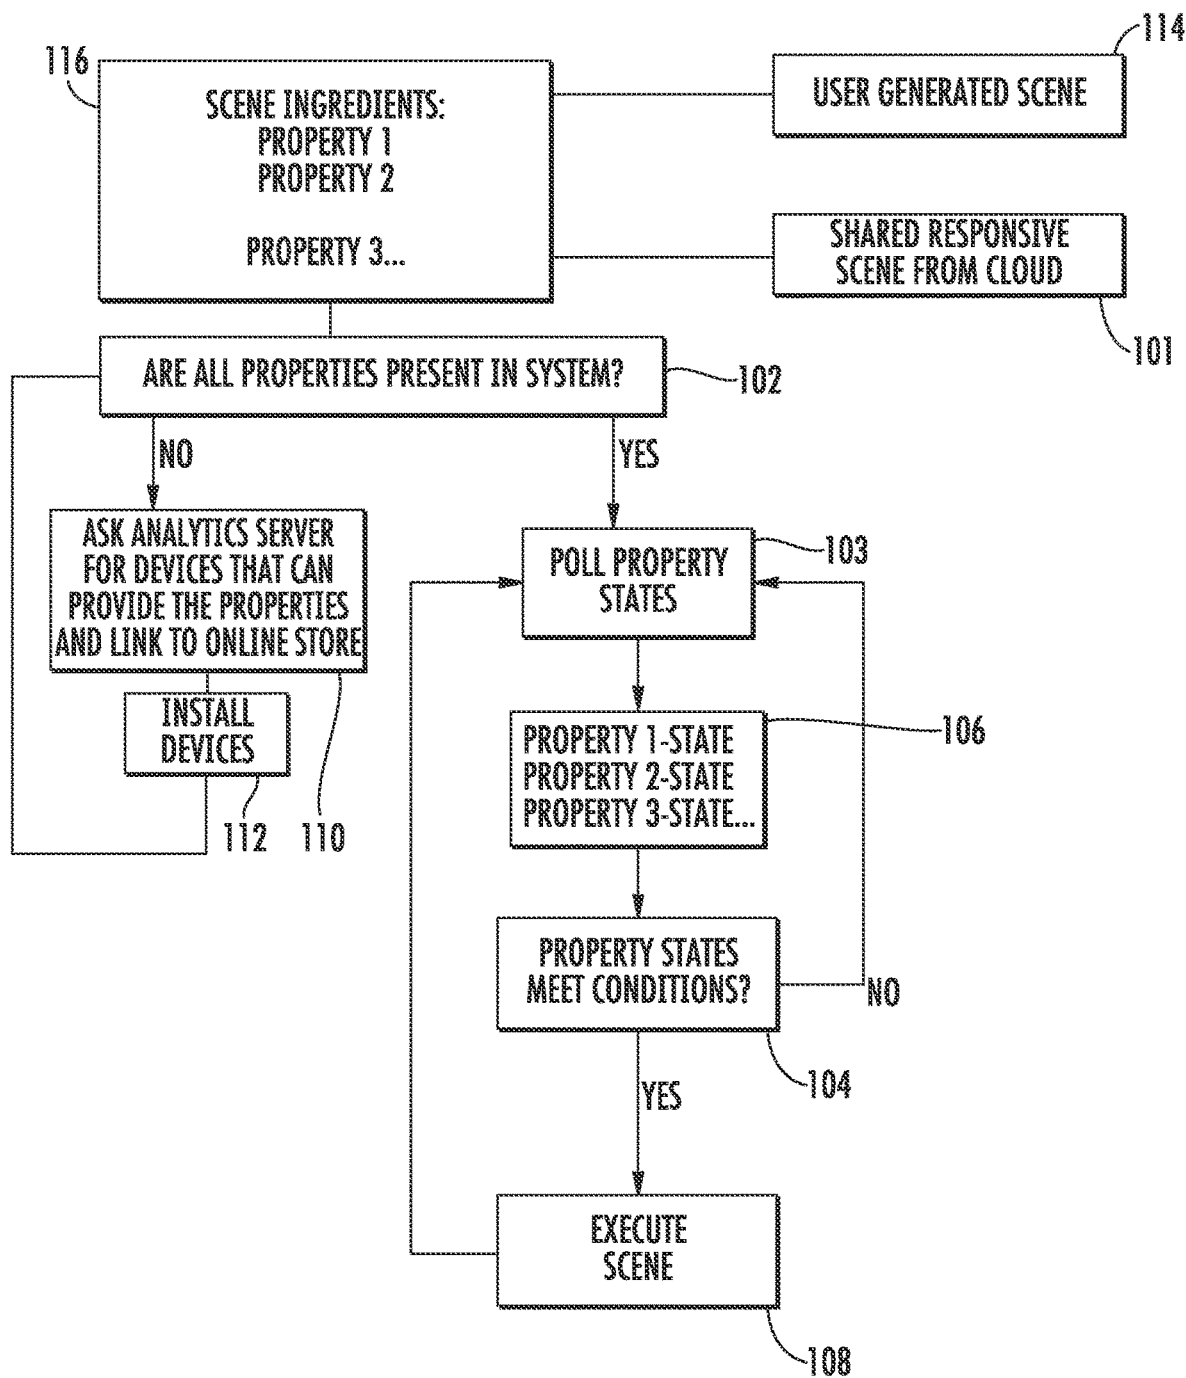 114
116
SCENE INGREDIENTS:
PROPERTY 1
PROPERTY 2
PROPERTY 3...
USER GENERATED SCENE
SHARED RESPONSIVE
SCENE FROM CLOUD
101
ARE ALL PROPERTIES PRESENT IN SYSTEM?
102
NO
YES
ASK ANALYTICS SERVER
FOR DEVICES THAT CAN
PROVIDE THE PROPERTIES
AND LINK TO ONLINE STORE
POLL PROPERTY
STATES
103
INSTALL
DEVICES
112
110
PROPERTY 1-STATE
PROPERTY 2-STATE
PROPERTY 3-STATE...
106
PROPERTY STATES
MEET CONDITIONS?
NO
104
YES
EXECUTE
SCENE
108